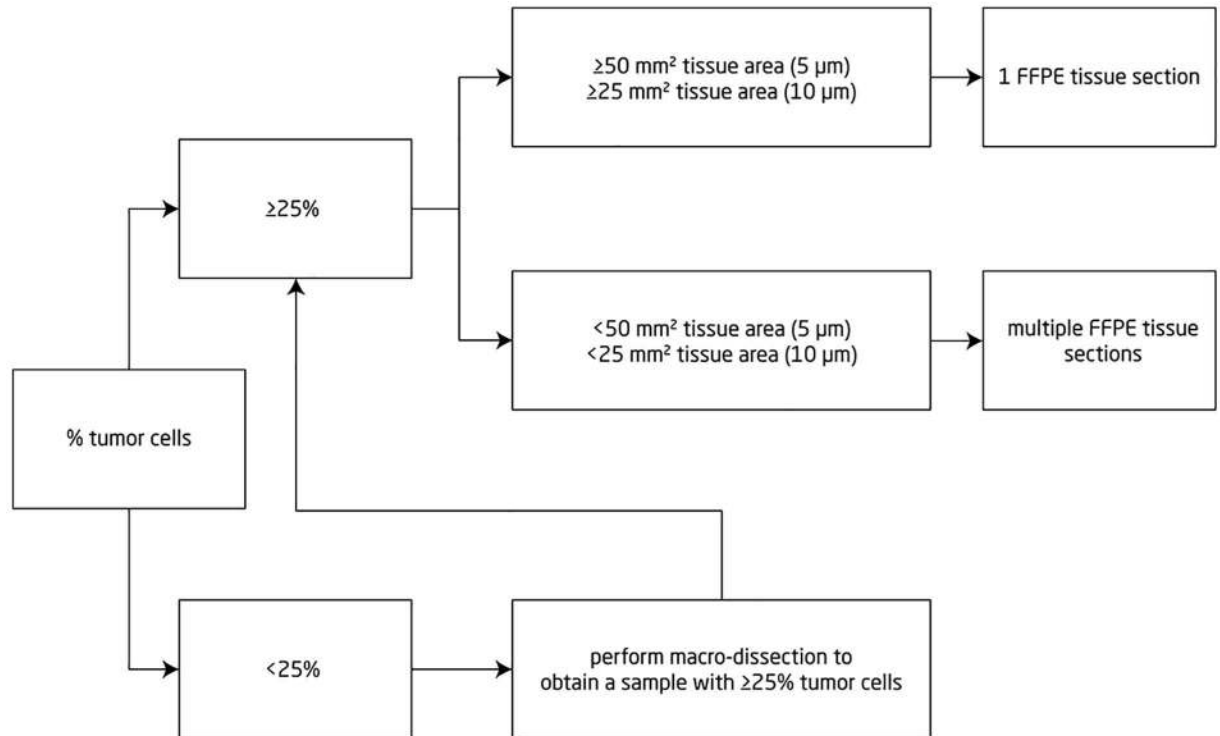 ≥50 mm² tissue area (5 µm)
≥25 mm² tissue area (10 µm)
1 FFPE tissue section
≥25%
<50 mm² tissue area (5 µm)
<25 mm² tissue area (10 µm)
multiple FFPE tissue
sections
% tumor cells
<25%
perform macro-dissection to
obtain a sample with ≥25% tumor cells